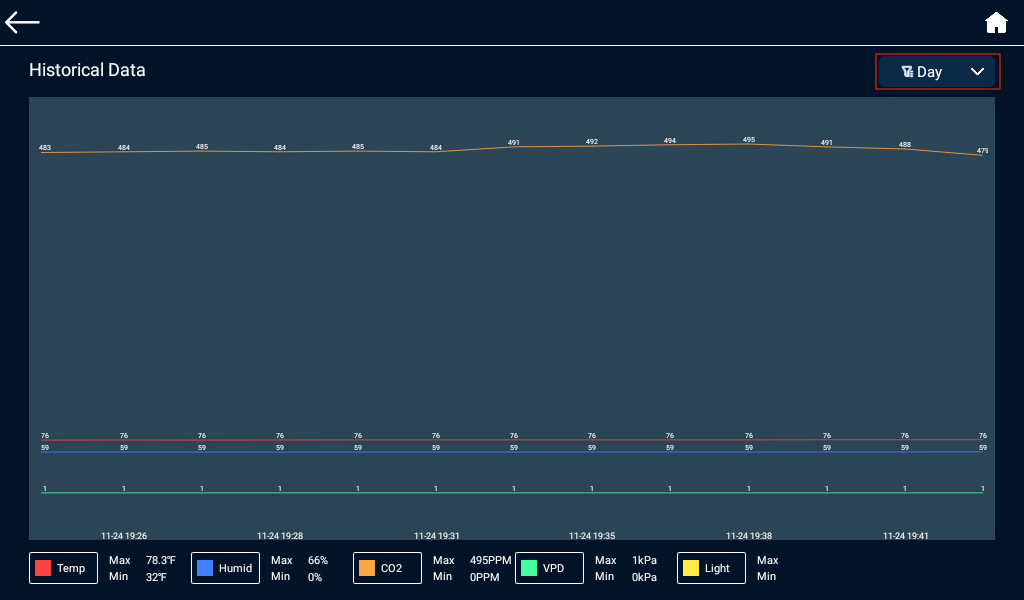 Historical Data
Day
483 484 485 484 485 484 491 492 494 495 491 488 479
76 76 76 76 76 76 76 76 76 76 76 76 76
59 59 59 59 59 59 59 59 59 59 59 59 59
1 1 1 1 1 1 1 1 1 1 1 1 1
11-24 19:26 11-24 19:28 11-24 19:31 11-24 19:35 11-24 19:38 11-24 19:41
Temp Max 78.3℉ Humid Max 66% CO2 Max 495PPM VPD Max 1kPa Light Max
Min 32℉ Min 0% Min 0PPM Min 0kPa Min